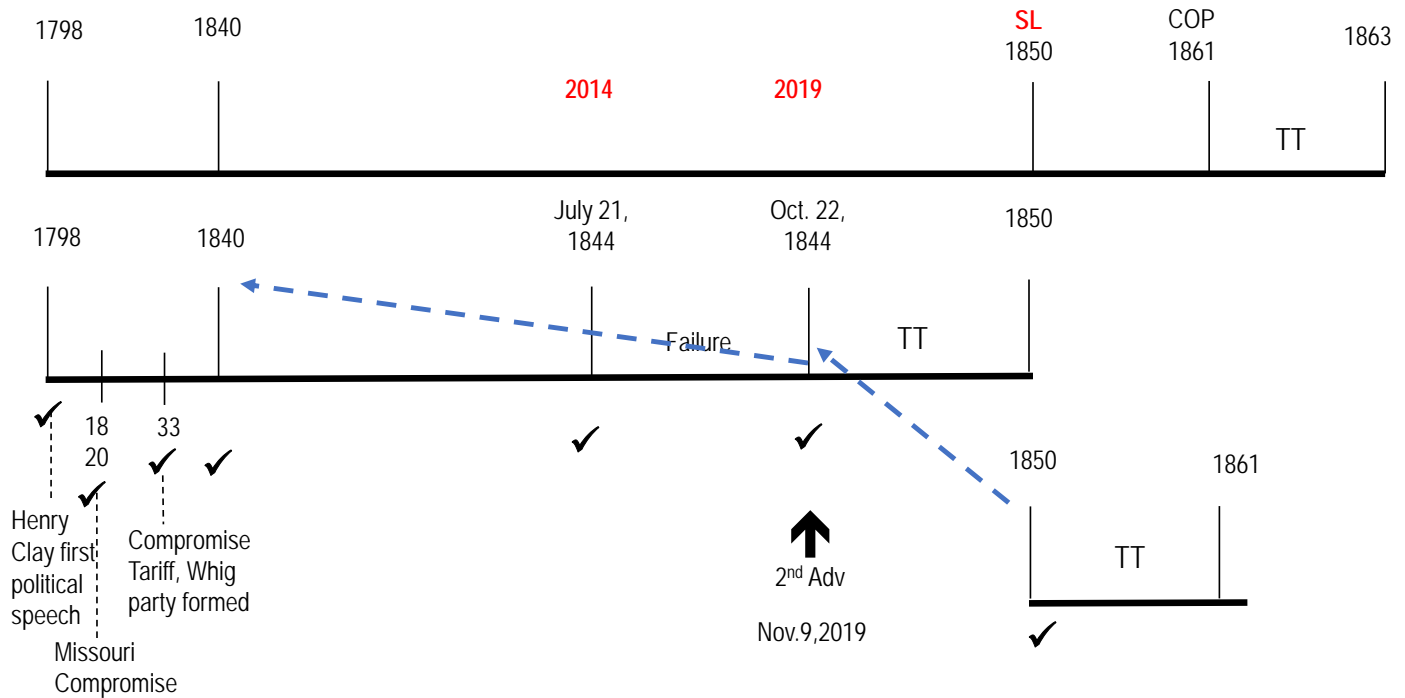 1798
1840
SL
1850
COP
1861
1863
2014
2019
TT
1798
1840
July 21,
1844
Oct. 22,
1844
1850
Failure
TT
18
20
33
1850
1861
Henry
Clay first
political
speech
Compromise
Tariff, Whig
party formed
2nd Adv
TT
Nov.9,2019
Missouri
Compromise